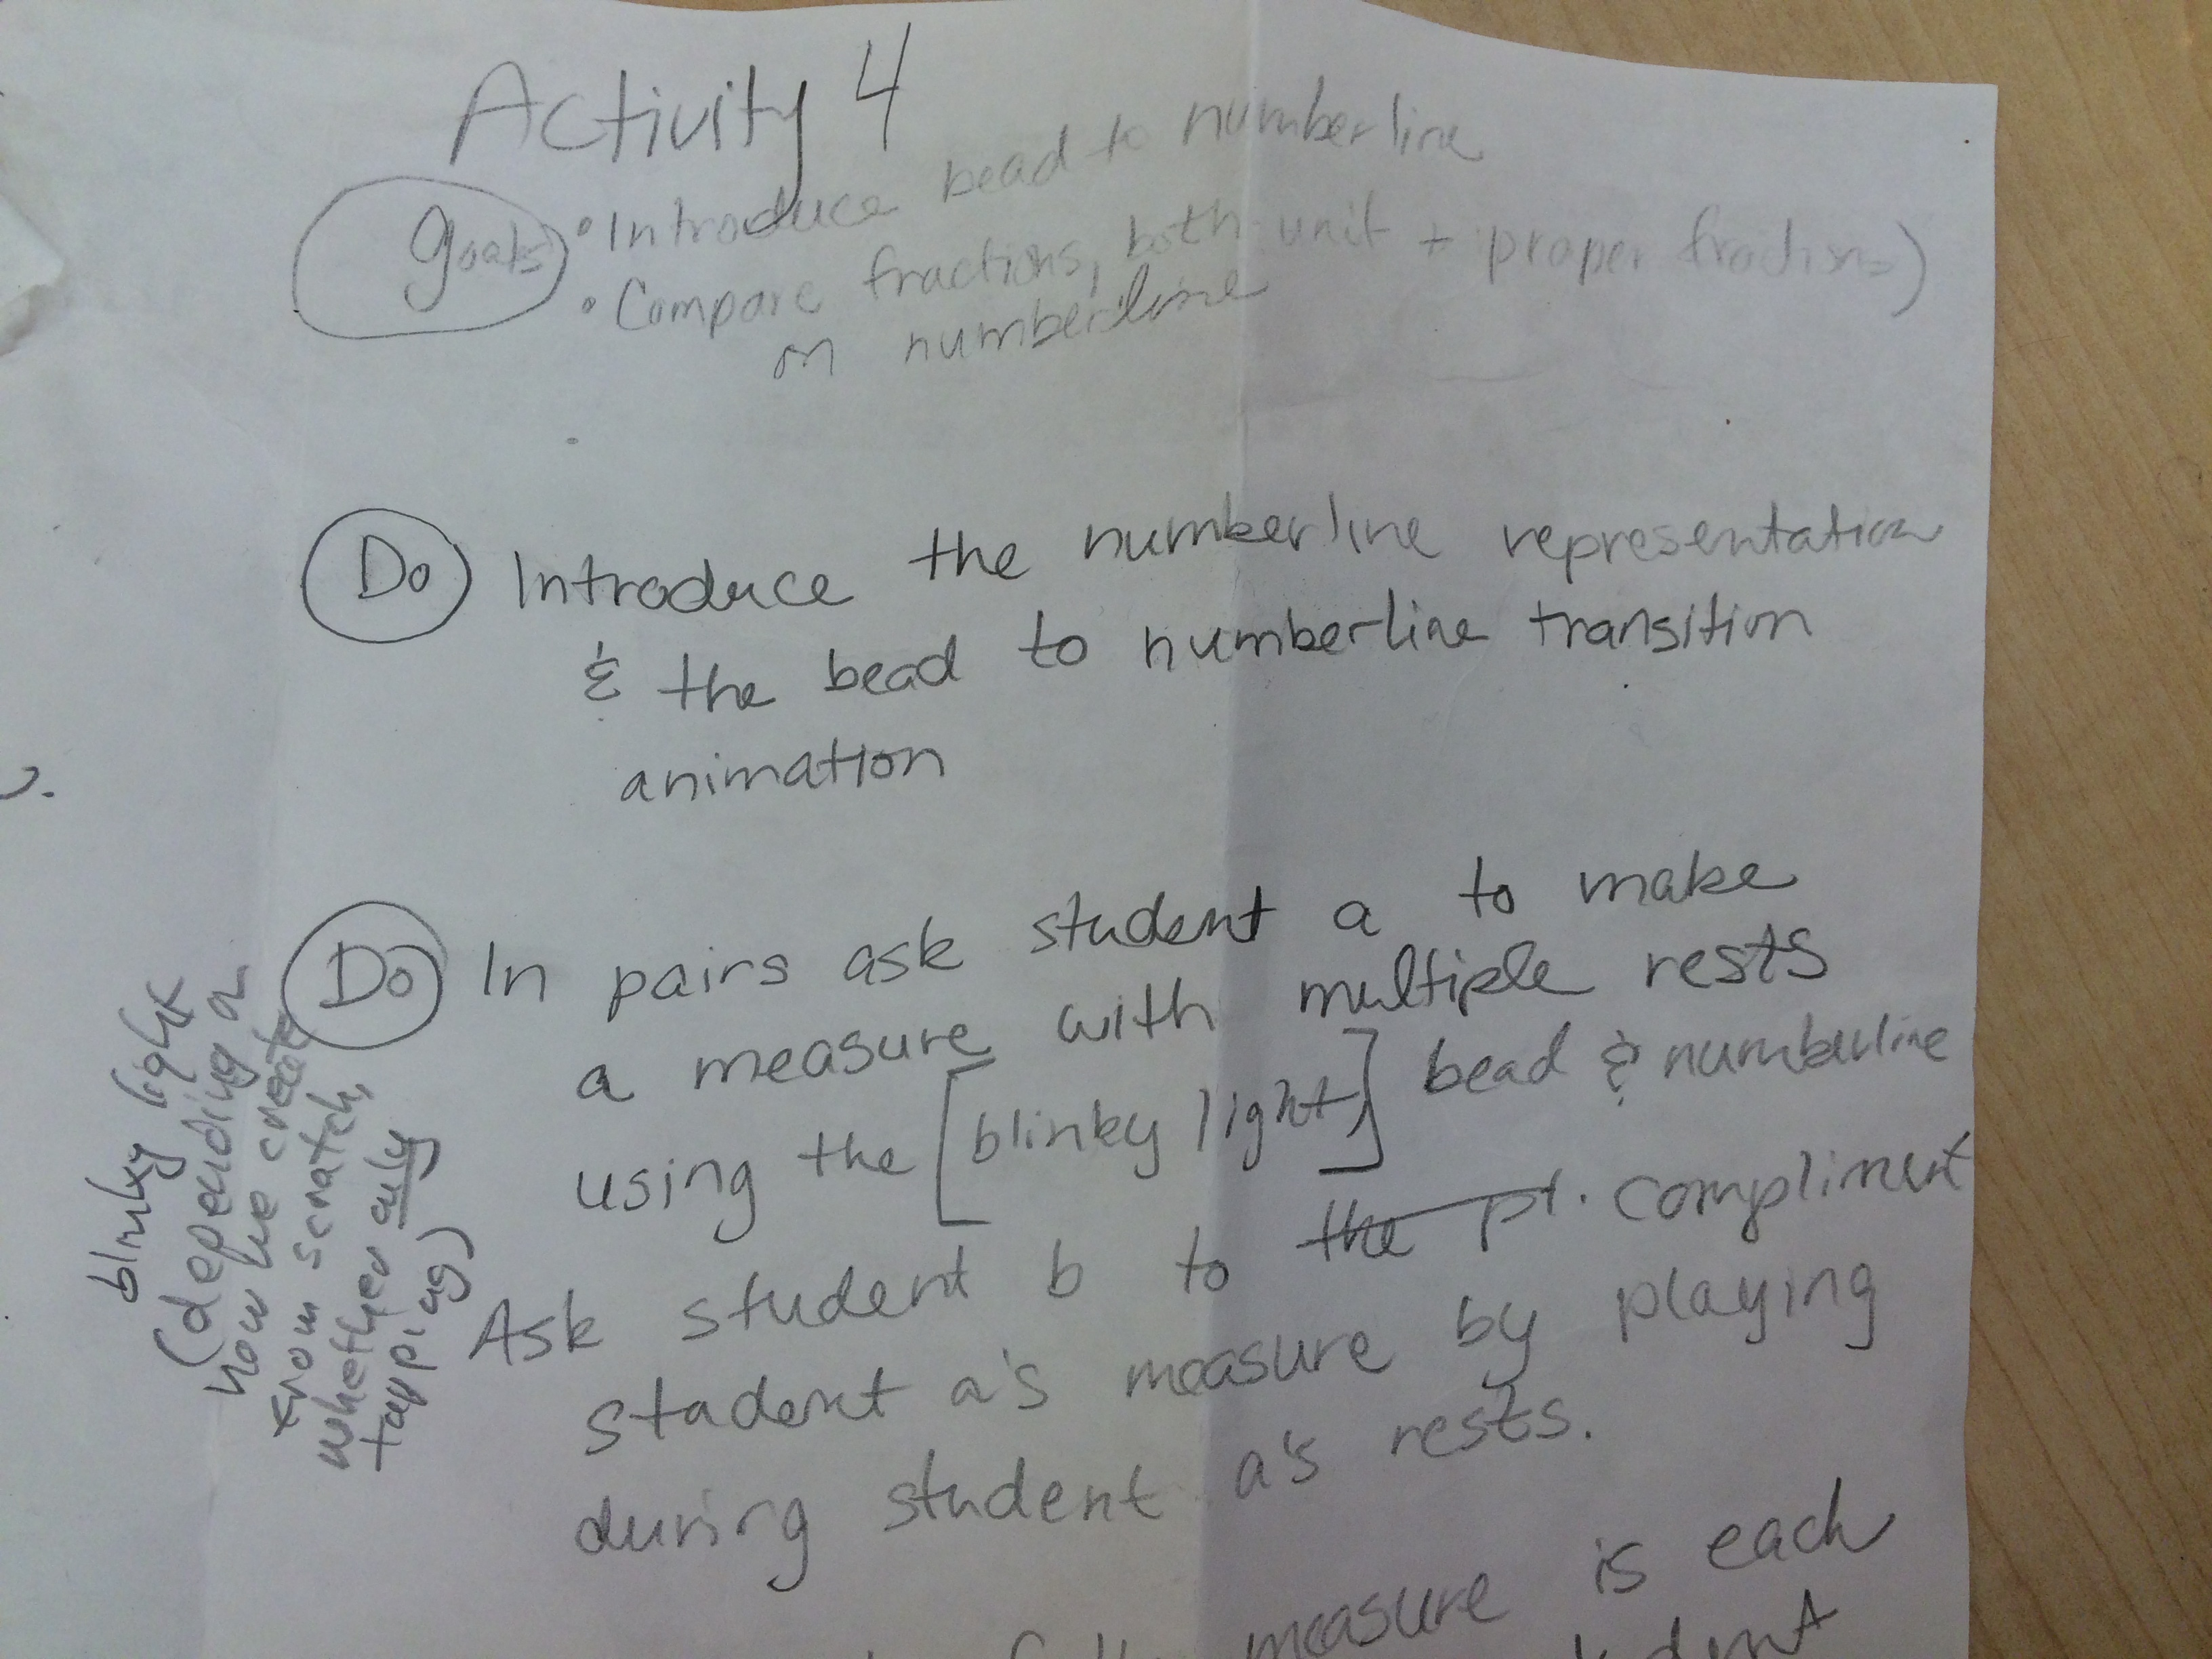 Activity 4
goals • Introduce bead to numberline
• Compare fractions, both unit + proper fractions)
on numberline
Do Introduce the numberline representation
& the bead to numberline transition
animation
Do In pairs ask student a to make
a measure with multiple rests
using the [blinky light] bead & numberline
Ask student b to the pt. compliment
student a's measure by playing
during student a's rests.
measure is each
blinky light
(depending on
how we create
from scratch,
whether only
tapping)